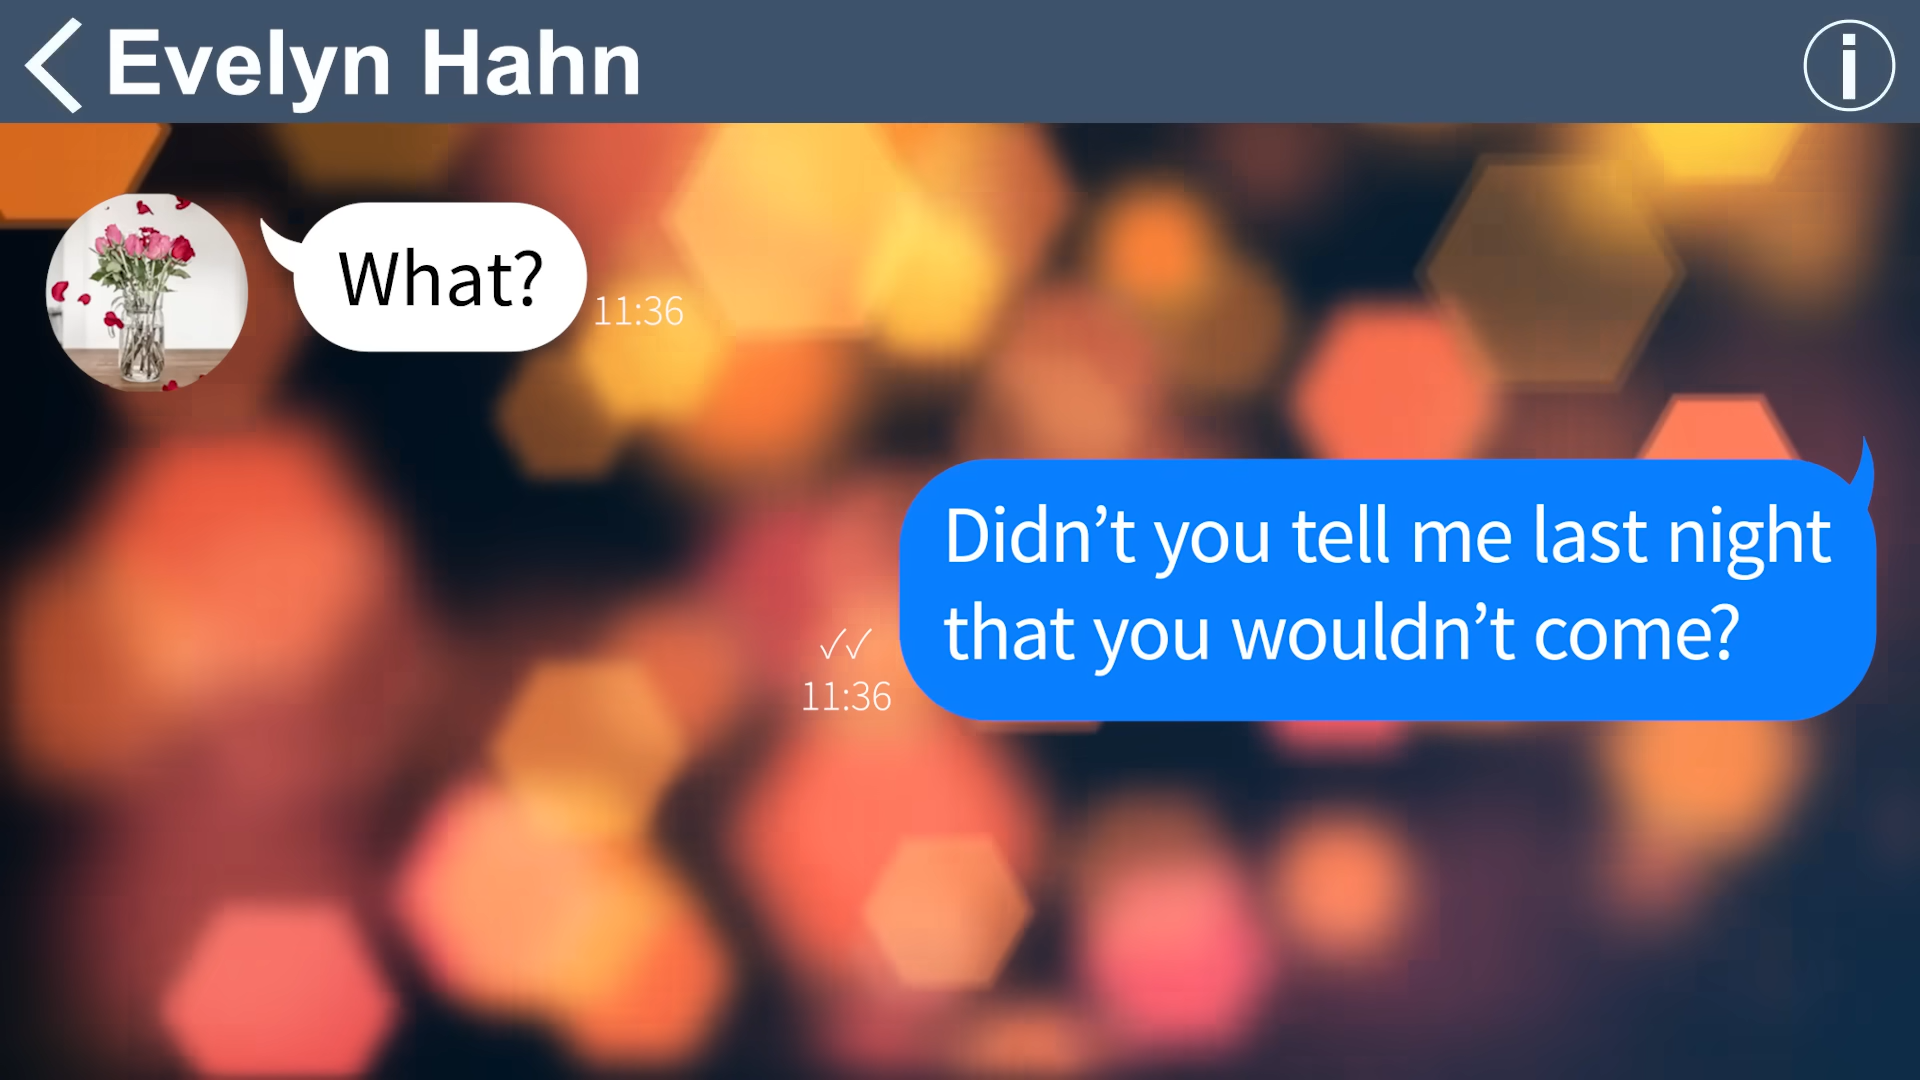 Evelyn Hahn
What?
11:36
Didn’t you tell me last night
that you wouldn’t come?
11:36